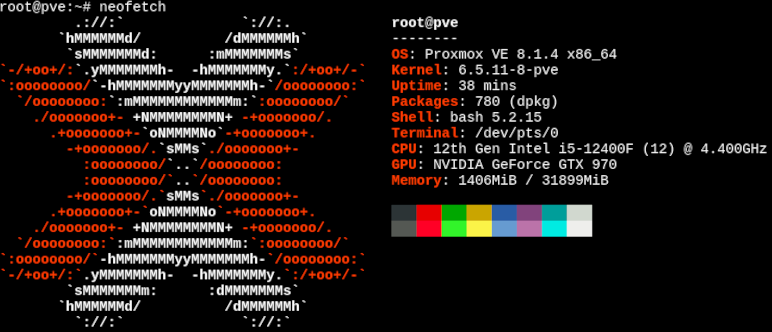 root@pve:~# neofetch
         .://:`              `://:.            root@pve
       `hMMMMMMd/          /dMMMMMMh`          --------
        `sMMMMMMMd:      :mMMMMMMMs`           OS: Proxmox VE 8.1.4 x86_64
`-/+oo+/:`.yMMMMMMMh-  -hMMMMMMMy.`:/+oo+/-`   Kernel: 6.5.11-8-pve
`:oooooooo/`-hMMMMMMMyyMMMMMMMh-`/oooooooo:`   Uptime: 38 mins
  `/oooooooo:`:mMMMMMMMMMMMMm:`:oooooooo/`     Packages: 780 (dpkg)
    ./ooooooo+- +NMMMMMMMMN+ -+ooooooo/.       Shell: bash 5.2.15
      .+ooooooo+-`oNMMMMNo`-+ooooooo+.         Terminal: /dev/pts/0
        -+ooooooo/.`sMMs`./ooooooo+-           CPU: 12th Gen Intel i5-12400F (12) @ 4.400GHz
          :oooooooo/`..`/oooooooo:             GPU: NVIDIA GeForce GTX 970
          :oooooooo/`..`/oooooooo:             Memory: 1406MiB / 31899MiB
        -+ooooooo/.`sMMs`./ooooooo+-
      .+ooooooo+-`oNMMMMNo`-+ooooooo+.
    ./ooooooo+- +NMMMMMMMMN+ -+ooooooo/.
  `/oooooooo:`:mMMMMMMMMMMMMm:`:oooooooo/`
`:oooooooo/`-hMMMMMMMyyMMMMMMMh-`/oooooooo:`
`-/+oo+/:`.yMMMMMMMh-  -hMMMMMMMy.`:/+oo+/-`
        `sMMMMMMMm:      :dMMMMMMMs`
       `hMMMMMMd/          /dMMMMMMh`
         `://:`              `://:`